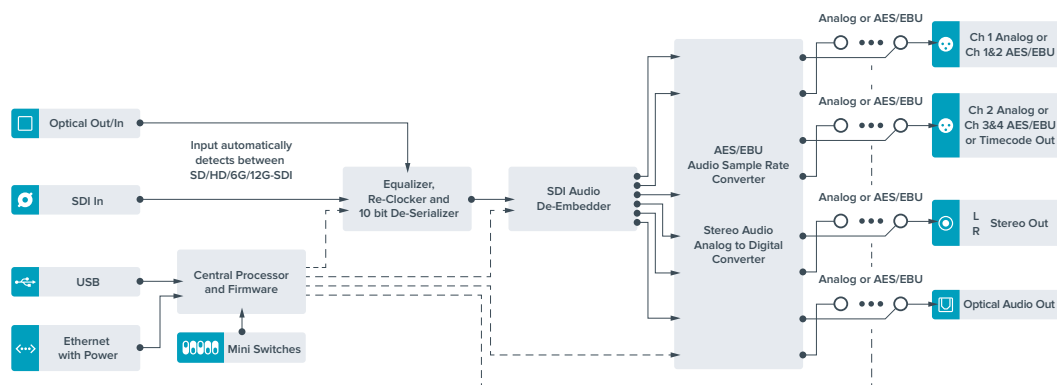 Analog or AES/EBU
Ch 1 Analog or
Ch 1&2 AES/EBU
Optical Out/In
Analog or AES/EBU
Ch 2 Analog or
Ch 3&4 AES/EBU
or Timecode Out
Input automatically
detects between
SD/HD/6G/12G-SDI
AES/EBU
Audio Sample Rate
Converter
SDI In
Equalizer,
Re-Clocker and
10 bit De-Serializer
SDI Audio
De-Embedder
Analog or AES/EBU
L
R
Stereo Out
Stereo Audio
Analog to Digital
Converter
USB
Central Processor
and Firmware
Analog or AES/EBU
Optical Audio Out
Ethernet
with Power
Mini Switches